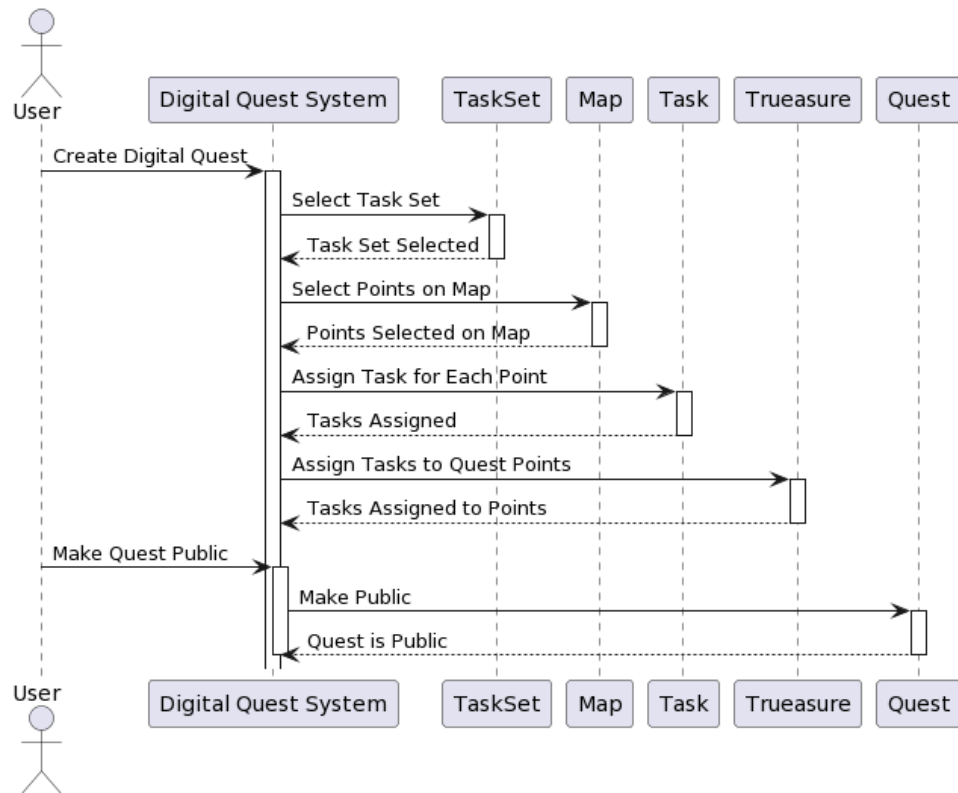 User
Digital Quest System
TaskSet
Map
Task
Trueasure
Quest
Create Digital Quest
Select Task Set
Task Set Selected
Select Points on Map
Points Selected on Map
Assign Task for Each Point
Tasks Assigned
Assign Tasks to Quest Points
Tasks Assigned to Points
Make Quest Public
Make Public
Quest is Public
User
Digital Quest System
TaskSet
Map
Task
Trueasure
Quest